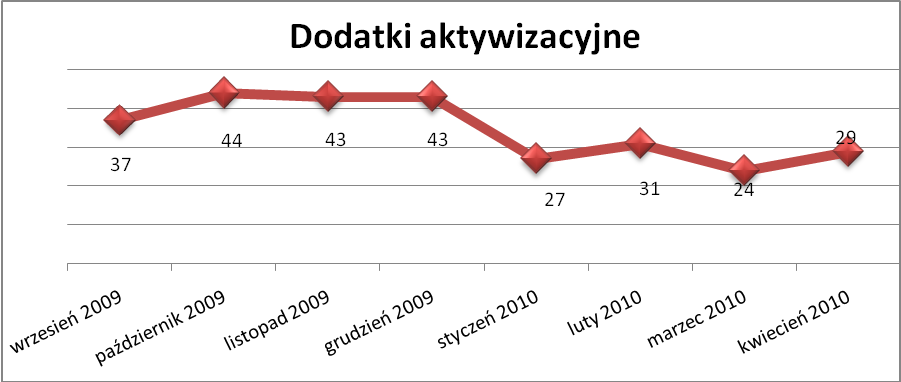 Dodatki aktywizacyjne
37
44
43
43
27
31
24
29
wrzesień 2009
październik 2009
listopad 2009
grudzień 2009
styczeń 2010
luty 2010
marzec 2010
kwiecień 2010